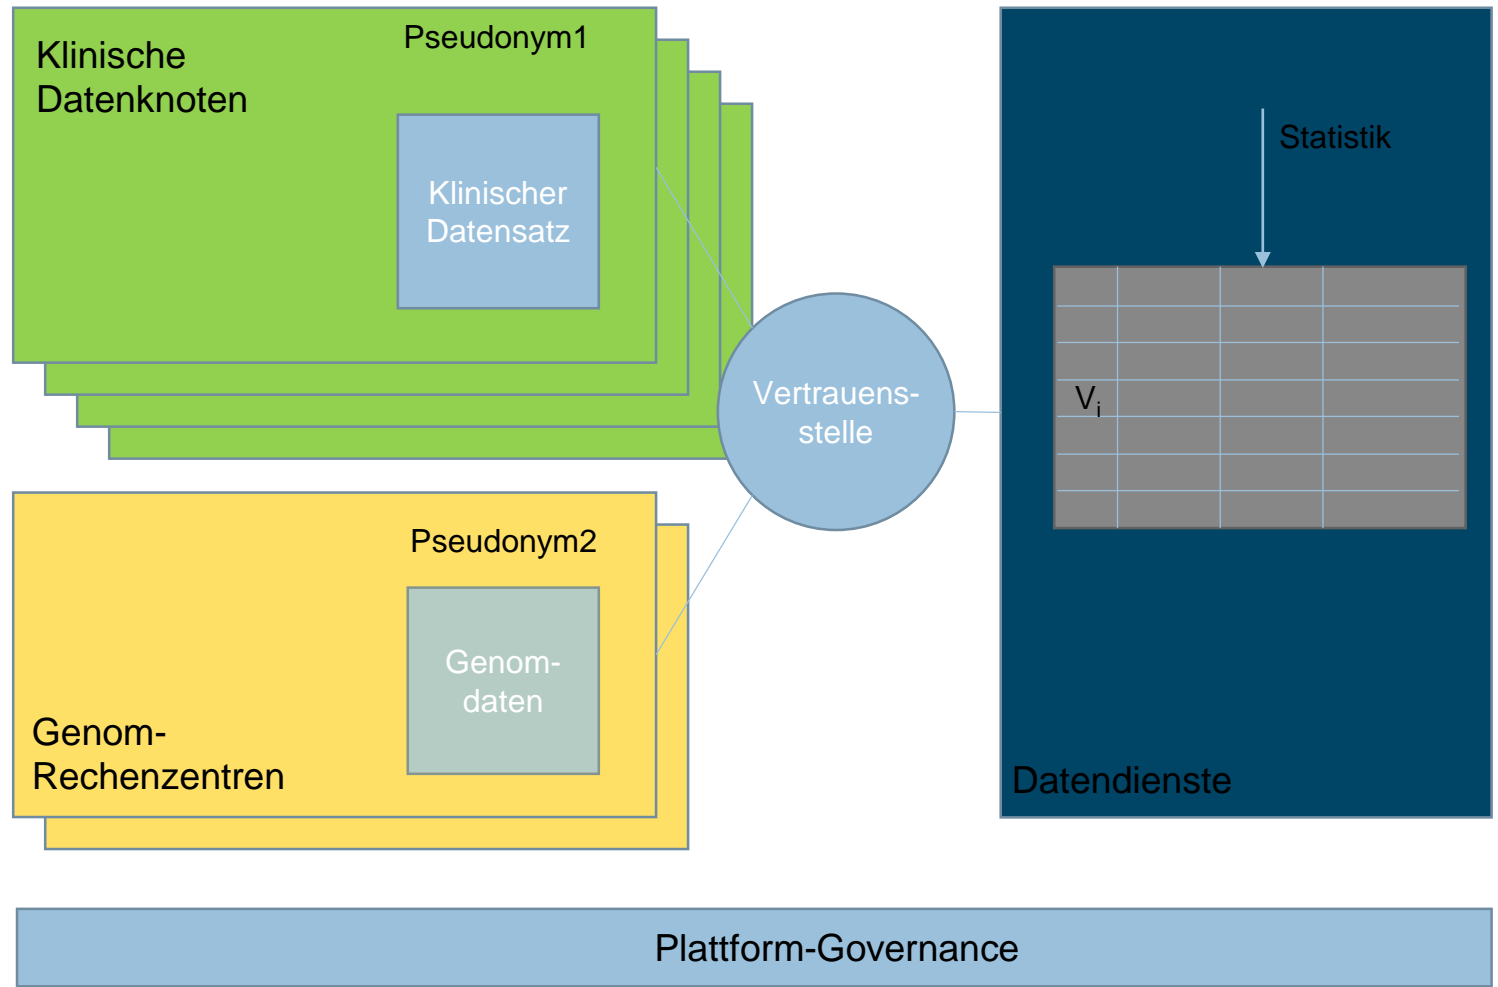 Klinische
Datenknoten
Pseudonym1
Klinischer
Datensatz
Vertrauens-
stelle
Statistik
Vi
Pseudonym2
Genom-
daten
Genom-
Rechenzentren
Datendienste
Plattform-Governance